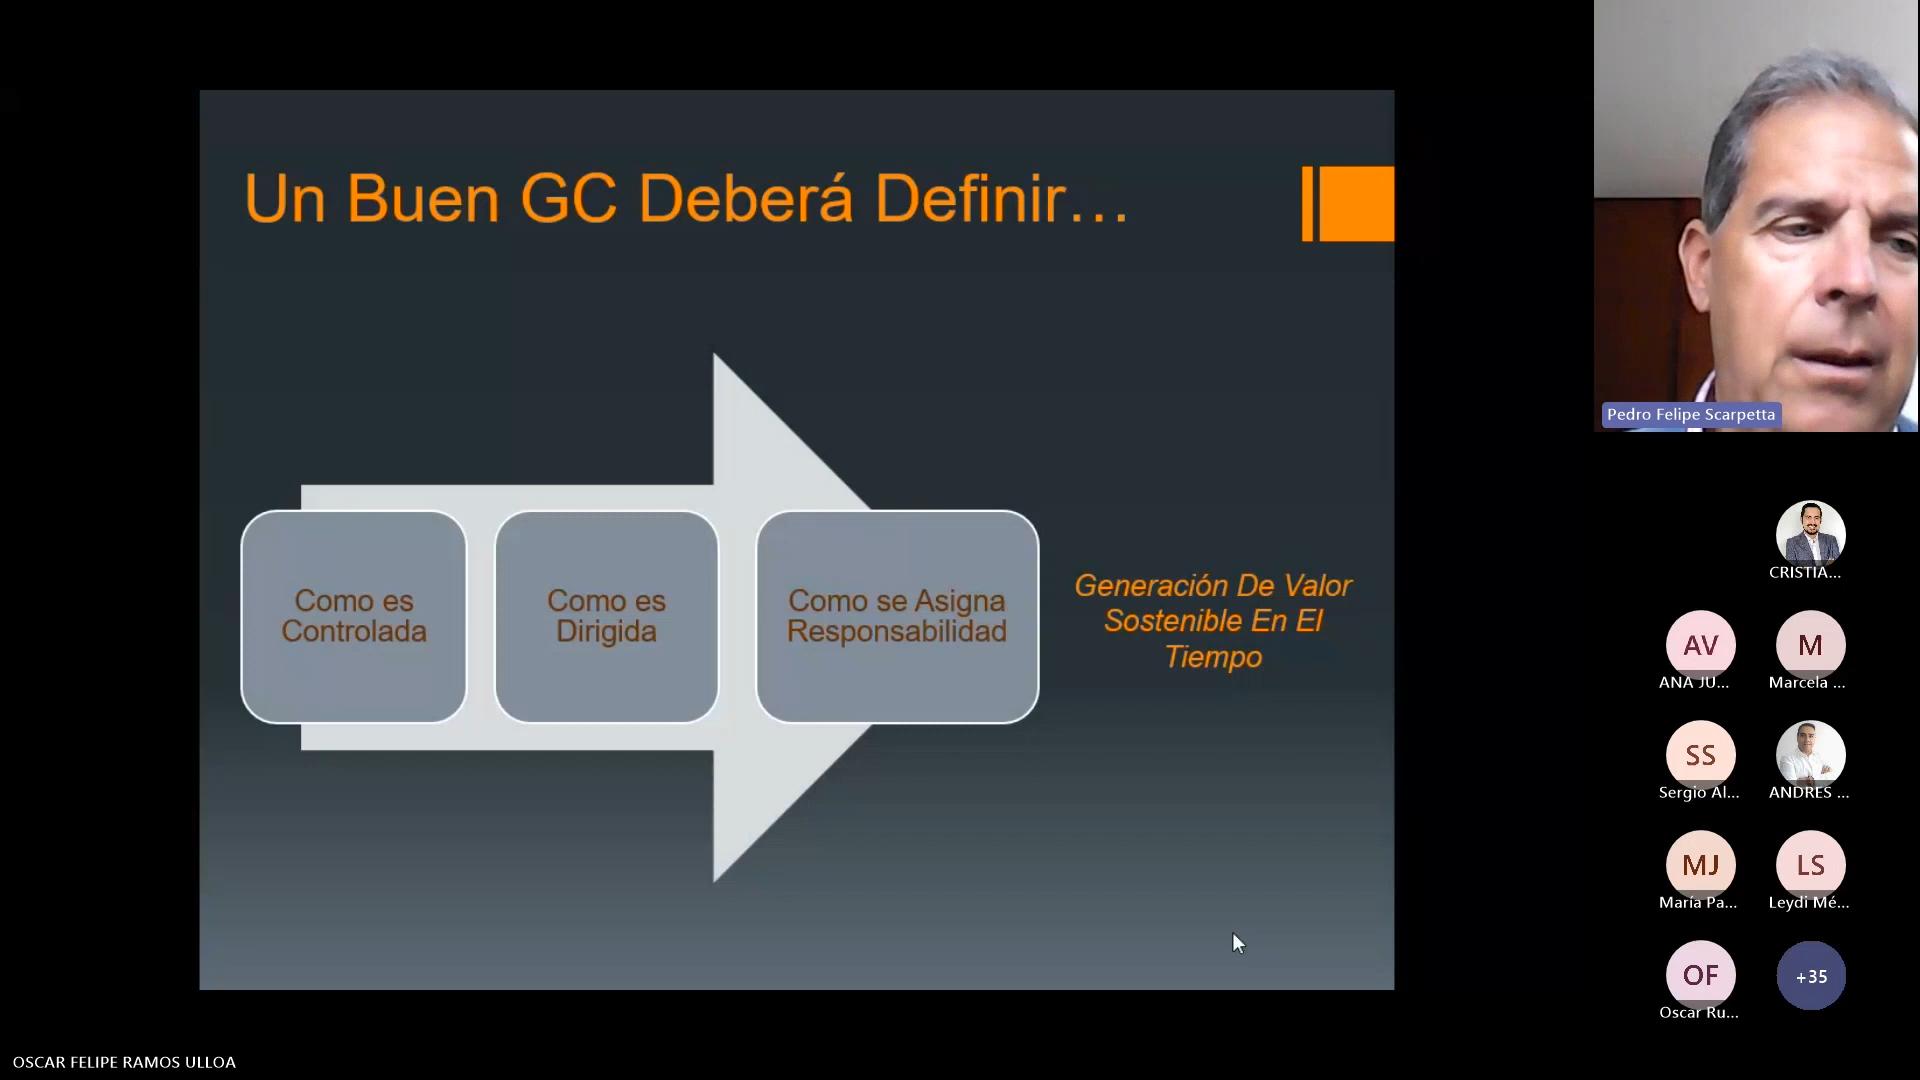 Un Buen GC Deberá Definir...
Como es
Controlada
Como es
Dirigida
Como se Asigna
Responsabilidad
Generación De Valor
Sostenible En El
Tiempo
Pedro Felipe Scarpetta
CRISTIA...
AV
ANA JU...
M
Marcela ...
SS
Sergio Al...
ANDRES ...
MJ
María Pa...
LS
Leydi Mé...
OF
Oscar Ru...
+35
OSCAR FELIPE RAMOS ULLOA